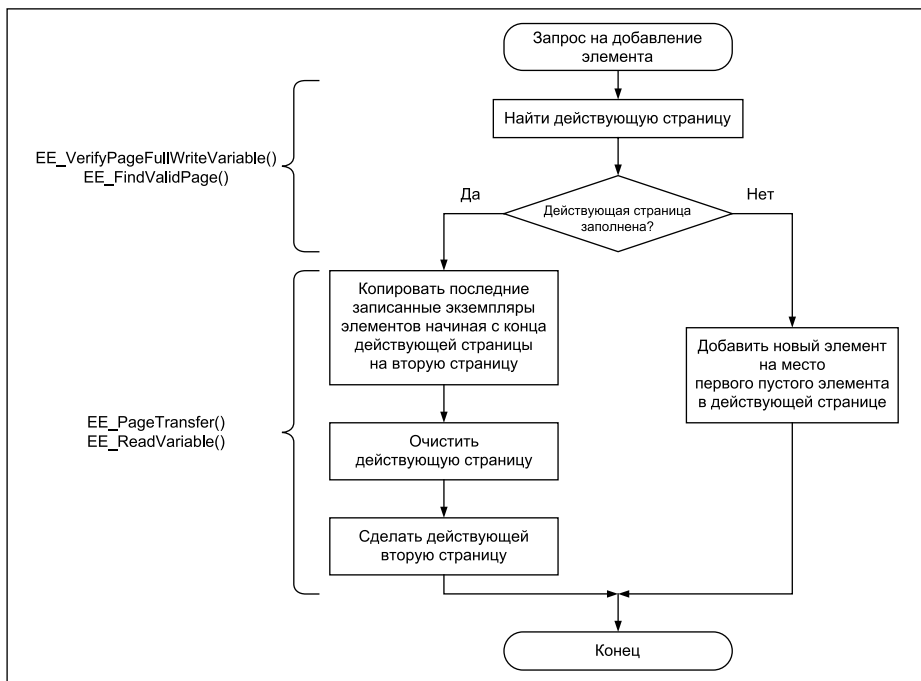 Запрос на добавление
элемента
Найти действующую страницу
EE_VerifyPageFullWriteVariable()
EE_FindValidPage()
Да
Нет
Действующая страница
заполнена?
Копировать последние
записанные экземпляры
элементов начиная с конца
действующей страницы
на вторую страницу
Добавить новый элемент
на место
первого пустого элемента
в действующей странице
EE_PageTransfer()
EE_ReadVariable()
Очистить
действующую страницу
Сделать действующей
вторую страницу
Конец